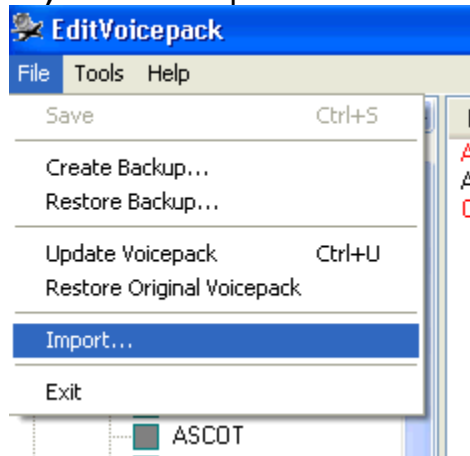 EditVoicepack
File Tools Help
Save Ctrl+S
Create Backup...
Restore Backup...
Update Voicepack Ctrl+U
Restore Original Voicepack
Import...
Exit
ASCOT